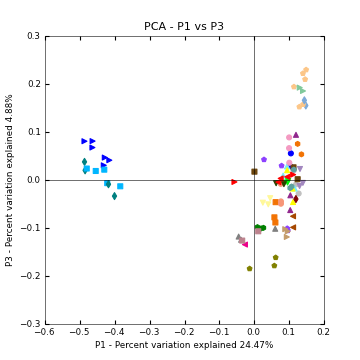 PCA - P1 vs P3
0.3
0.2
0.1
0.0
−0.1
−0.2
−0.3
P3 - Percent variation explained 4.88%
−0.6 −0.5 −0.4 −0.3 −0.2 −0.1 0.0 0.1 0.2
P1 - Percent variation explained 24.47%